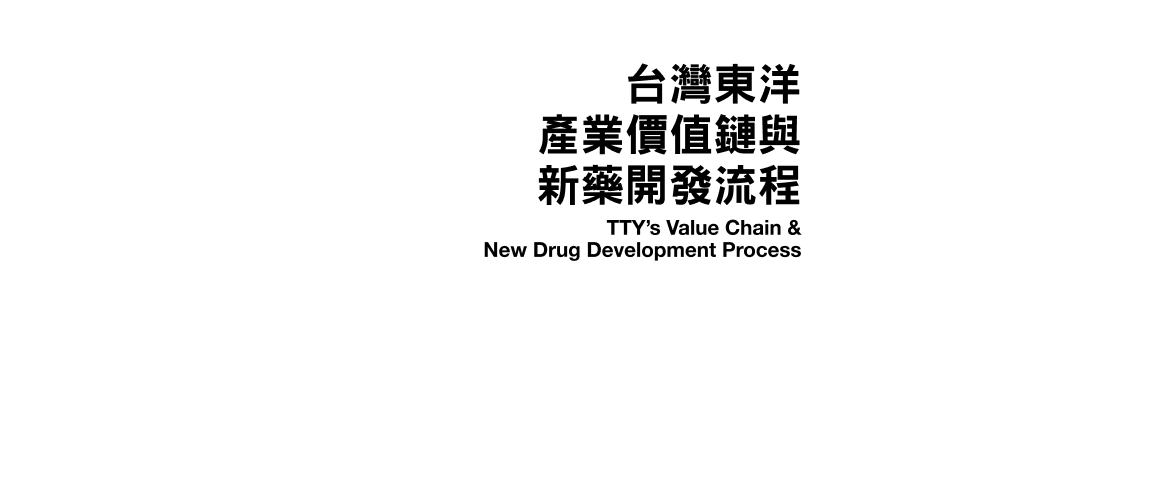 台灣東洋
產業價值鏈與
新藥開發流程
TTY’s Value Chain &
New Drug Development Process